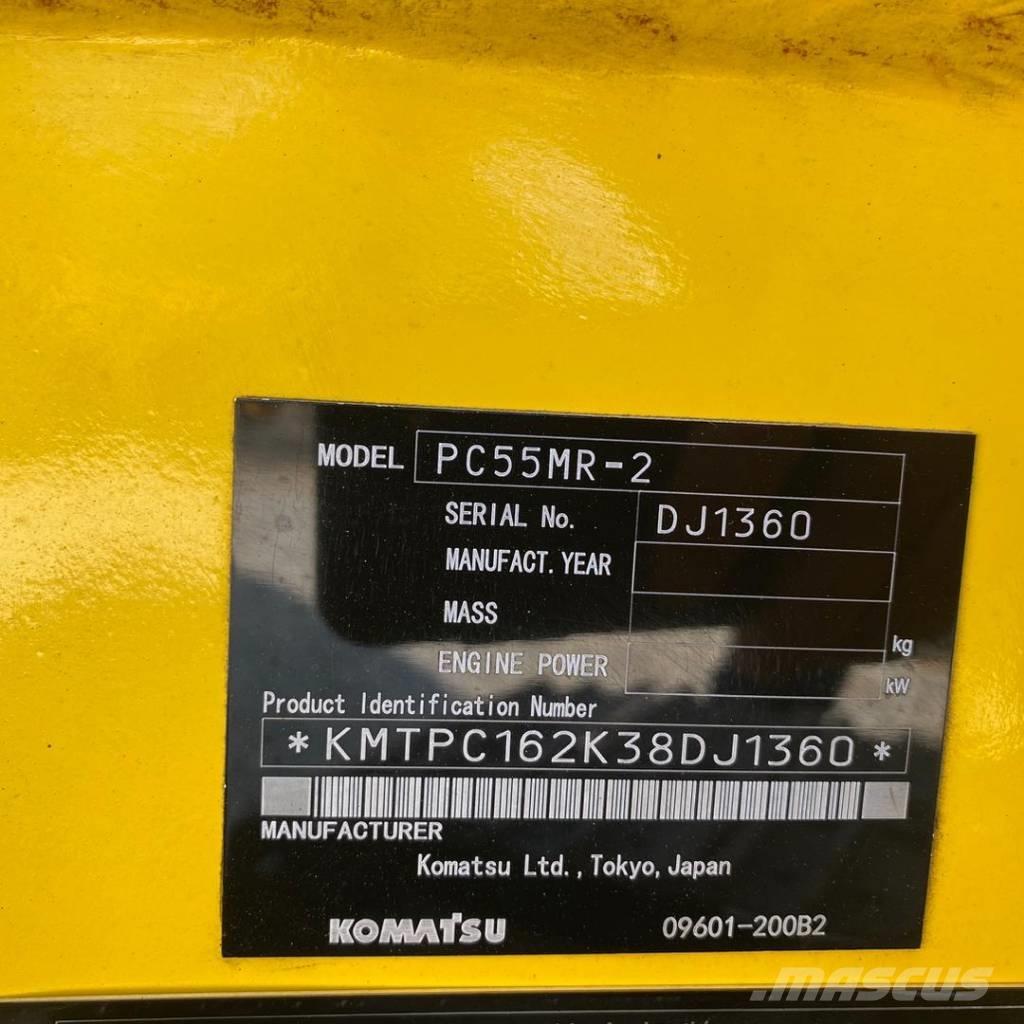 MODEL PC55MR-2
SERIAL No. DJ1360
MANUFACT. YEAR
MASS
kg
ENGINE POWER
kW
Product Identification Number
*KMTPC162K38DJ1360*
MANUFACTURER
Komatsu Ltd., Tokyo, Japan
KOMATSU 09601-200B2
mascus